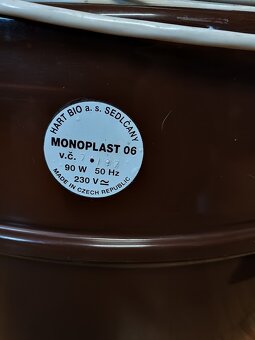 HART BIO a.s. SEDLČANY
MONOPLAST 06
v.č.
90 W 50 Hz
230 V ≂
MADE IN CZECH REPUBLIC